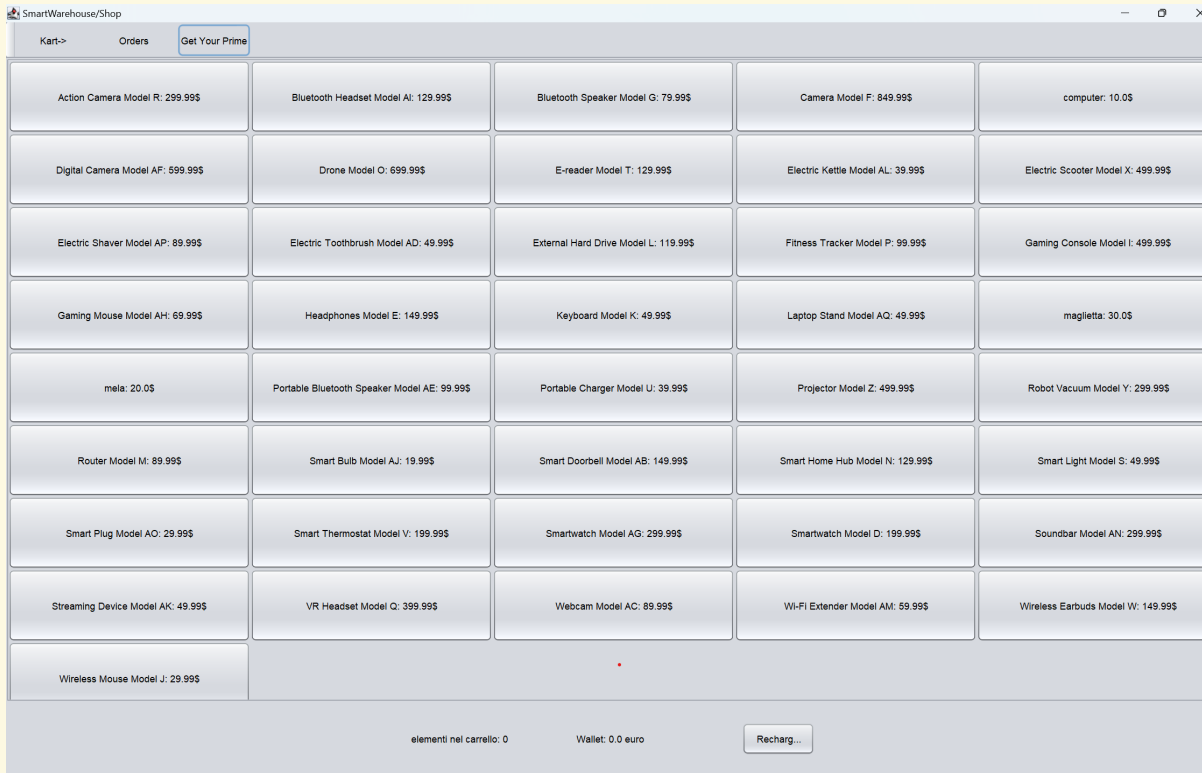 SmartWarehouse/Shop
Kart-> Orders Get Your Prime
Action Camera Model R: 299.99$ Bluetooth Headset Model AI: 129.99$ Bluetooth Speaker Model G: 79.99$ Camera Model F: 849.99$ computer: 10.0$
Digital Camera Model AF: 599.99$ Drone Model O: 699.99$ E-reader Model T: 129.99$ Electric Kettle Model AL: 39.99$ Electric Scooter Model X: 499.99$
Electric Shaver Model AP: 89.99$ Electric Toothbrush Model AD: 49.99$ External Hard Drive Model L: 119.99$ Fitness Tracker Model P: 99.99$ Gaming Console Model I: 499.99$
Gaming Mouse Model AH: 69.99$ Headphones Model E: 149.99$ Keyboard Model K: 49.99$ Laptop Stand Model AQ: 49.99$ maglietta: 30.0$
mela: 20.0$ Portable Bluetooth Speaker Model AE: 99.99$ Portable Charger Model U: 39.99$ Projector Model Z: 499.99$ Robot Vacuum Model Y: 299.99$
Router Model M: 89.99$ Smart Bulb Model AJ: 19.99$ Smart Doorbell Model AB: 149.99$ Smart Home Hub Model N: 129.99$ Smart Light Model S: 49.99$
Smart Plug Model AO: 29.99$ Smart Thermostat Model V: 199.99$ Smartwatch Model AG: 299.99$ Smartwatch Model D: 199.99$ Soundbar Model AN: 299.99$
Streaming Device Model AK: 49.99$ VR Headset Model Q: 399.99$ Webcam Model AC: 89.99$ Wi-Fi Extender Model AM: 59.99$ Wireless Earbuds Model W: 149.99$
Wireless Mouse Model J: 29.99$
elementi nel carrello: 0 Wallet: 0.0 euro Recharg...